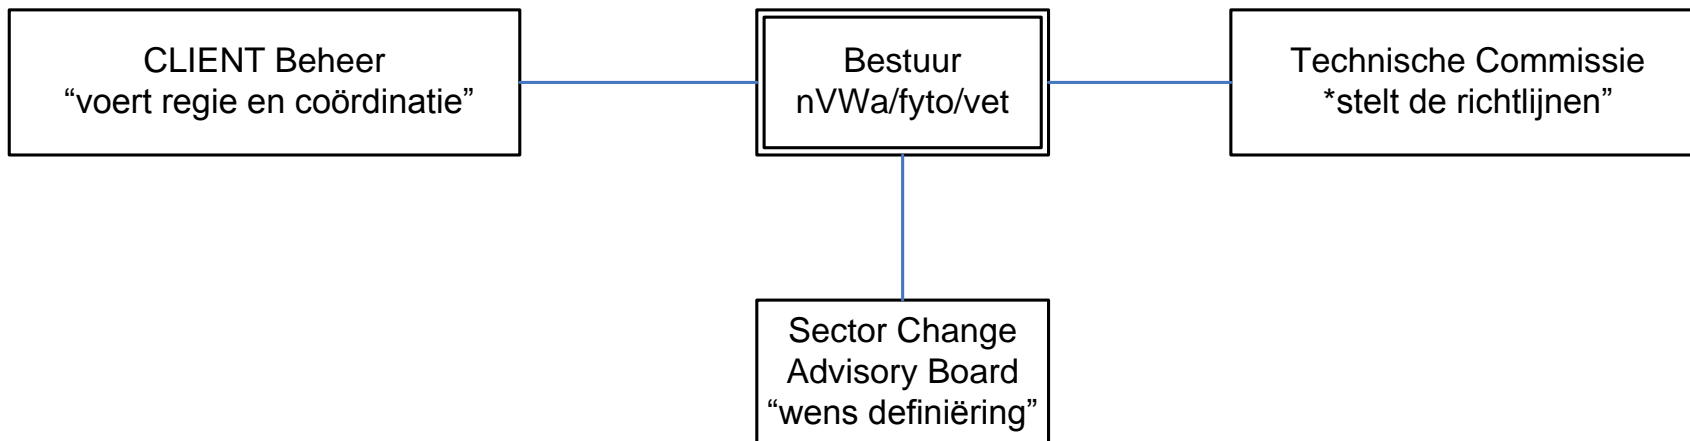 CLIENT Beheer
“voert regie en coördinatie”
Bestuur
nVWa/fyto/vet
Technische Commissie
*stelt de richtlijnen”
Sector Change
Advisory Board
“wens definiëring”